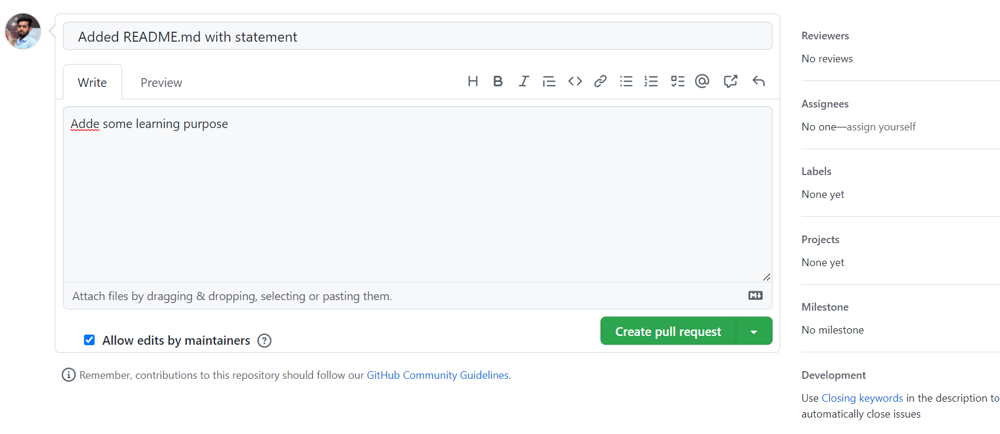 Added README.md with statement
Write
Preview
Adde some learning purpose
Attach files by dragging & dropping, selecting or pasting them.
Allow edits by maintainers
Create pull request
Remember, contributions to this repository should follow our GitHub Community Guidelines.
Reviewers
No reviews
Assignees
No one—assign yourself
Labels
None yet
Projects
None yet
Milestone
No milestone
Development
Use Closing keywords in the description to
automatically close issues